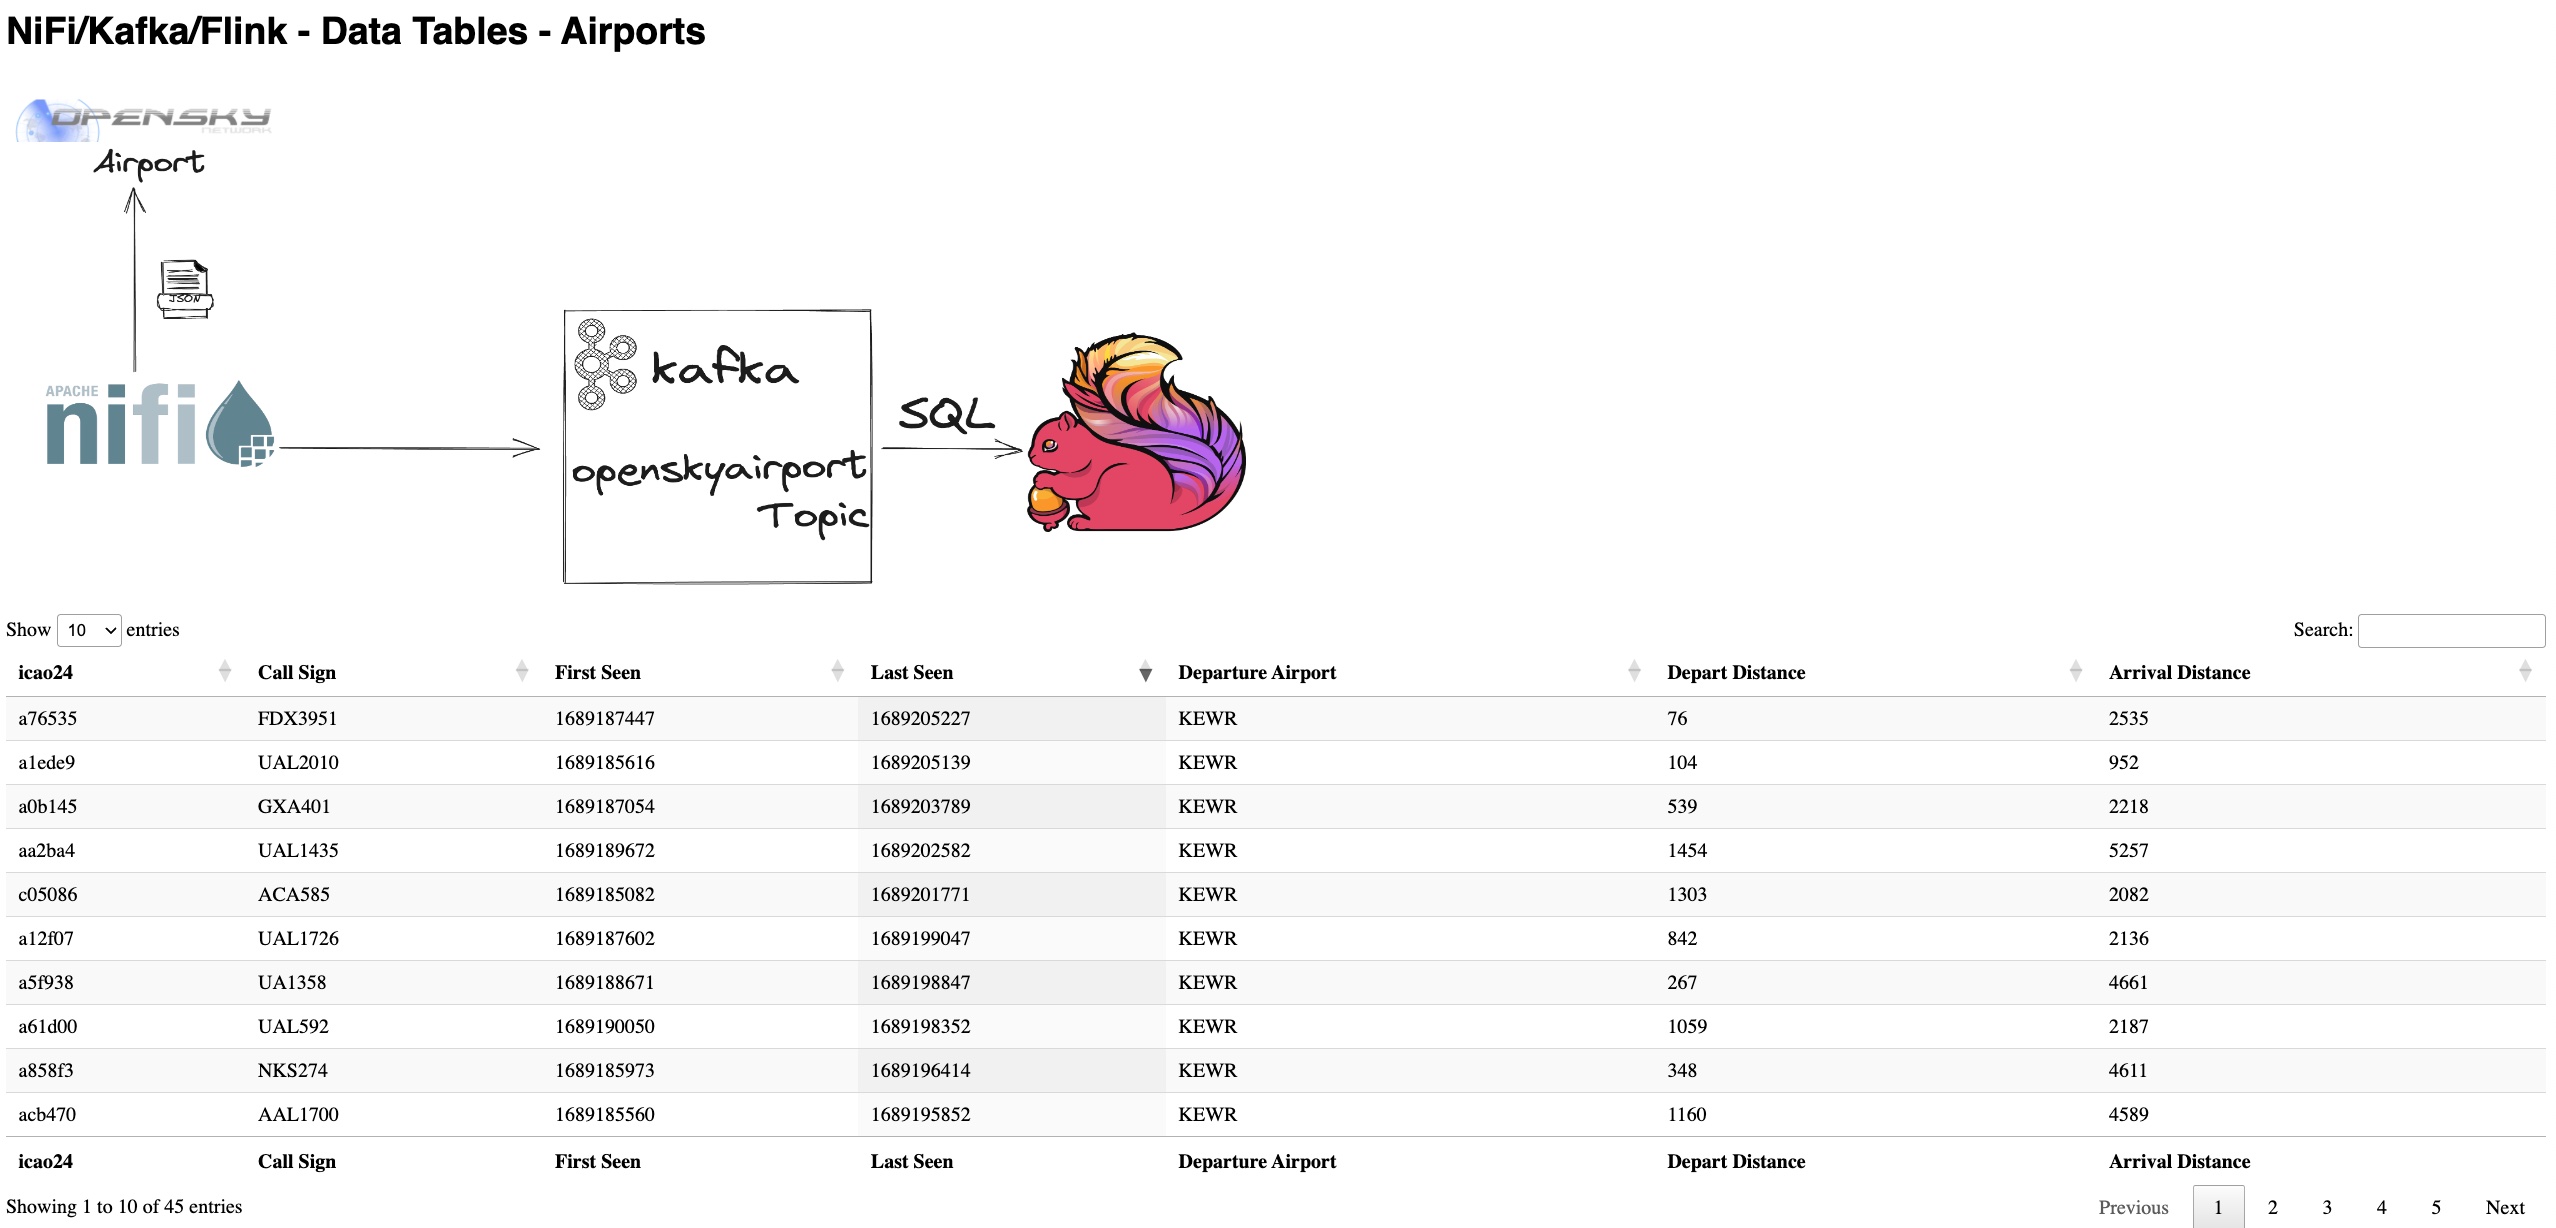 NiFi/Kafka/Flink - Data Tables - Airports
OPENSKY
NETWORK
Airport
JSON
APACHE
nifi
kafka
openskyairport
Topic
SQL
Show 10 entries Search:
icao24 Call Sign First Seen Last Seen Departure Airport Depart Distance Arrival Distance
a76535 FDX3951 1689187447 1689205227 KEWR 76 2535
a1ede9 UAL2010 1689185616 1689205139 KEWR 104 952
a0b145 GXA401 1689187054 1689203789 KEWR 539 2218
aa2ba4 UAL1435 1689189672 1689202582 KEWR 1454 5257
c05086 ACA585 1689185082 1689201771 KEWR 1303 2082
a12f07 UAL1726 1689187602 1689199047 KEWR 842 2136
a5f938 UA1358 1689188671 1689198847 KEWR 267 4661
a61d00 UAL592 1689190050 1689198352 KEWR 1059 2187
a858f3 NKS274 1689185973 1689196414 KEWR 348 4611
acb470 AAL1700 1689185560 1689195852 KEWR 1160 4589
icao24 Call Sign First Seen Last Seen Departure Airport Depart Distance Arrival Distance
Showing 1 to 10 of 45 entries Previous 1 2 3 4 5 Next